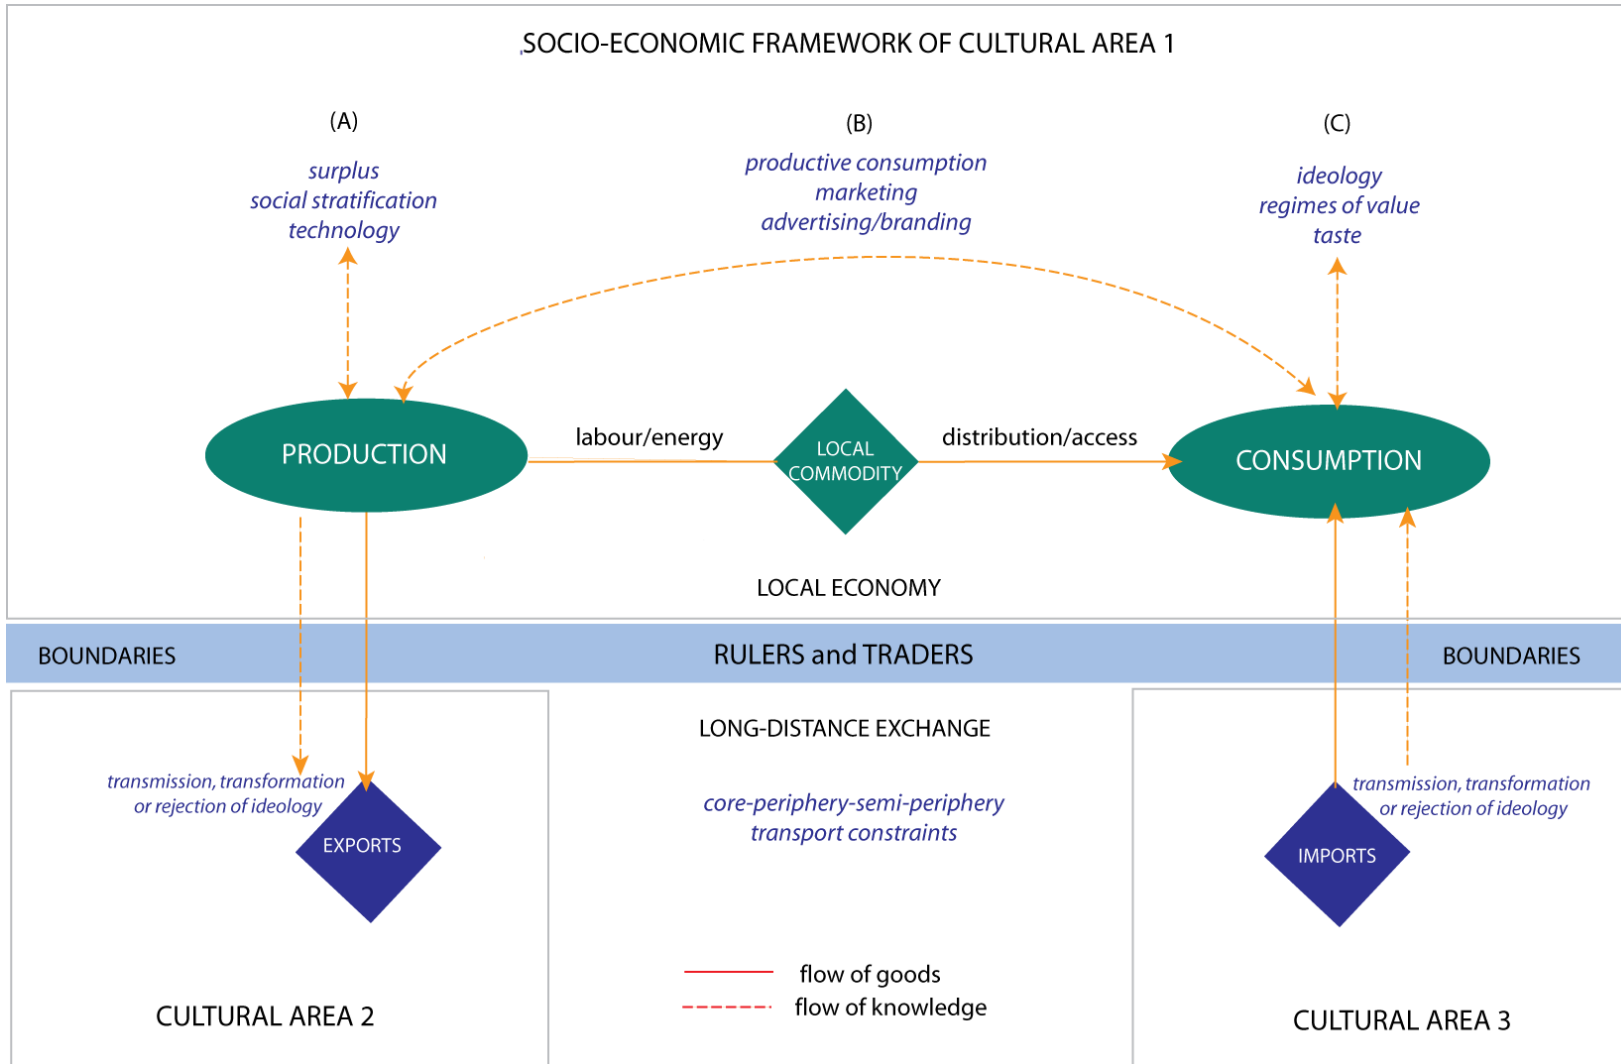 SOCIO-ECONOMIC FRAMEWORK OF CULTURAL AREA 1
(A)
surplus
social stratification
technology
(B)
productive consumption
marketing
advertising/branding
(C)
ideology
regimes of value
taste
PRODUCTION
labour/energy
LOCAL
COMMODITY
distribution/access
CONSUMPTION
LOCAL ECONOMY
BOUNDARIES
RULERS and TRADERS
BOUNDARIES
LONG-DISTANCE EXCHANGE
transmission, transformation
or rejection of ideology
EXPORTS
core-periphery-semi-periphery
transport constraints
transmission, transformation
or rejection of ideology
IMPORTS
flow of goods
flow of knowledge
CULTURAL AREA 2
CULTURAL AREA 3